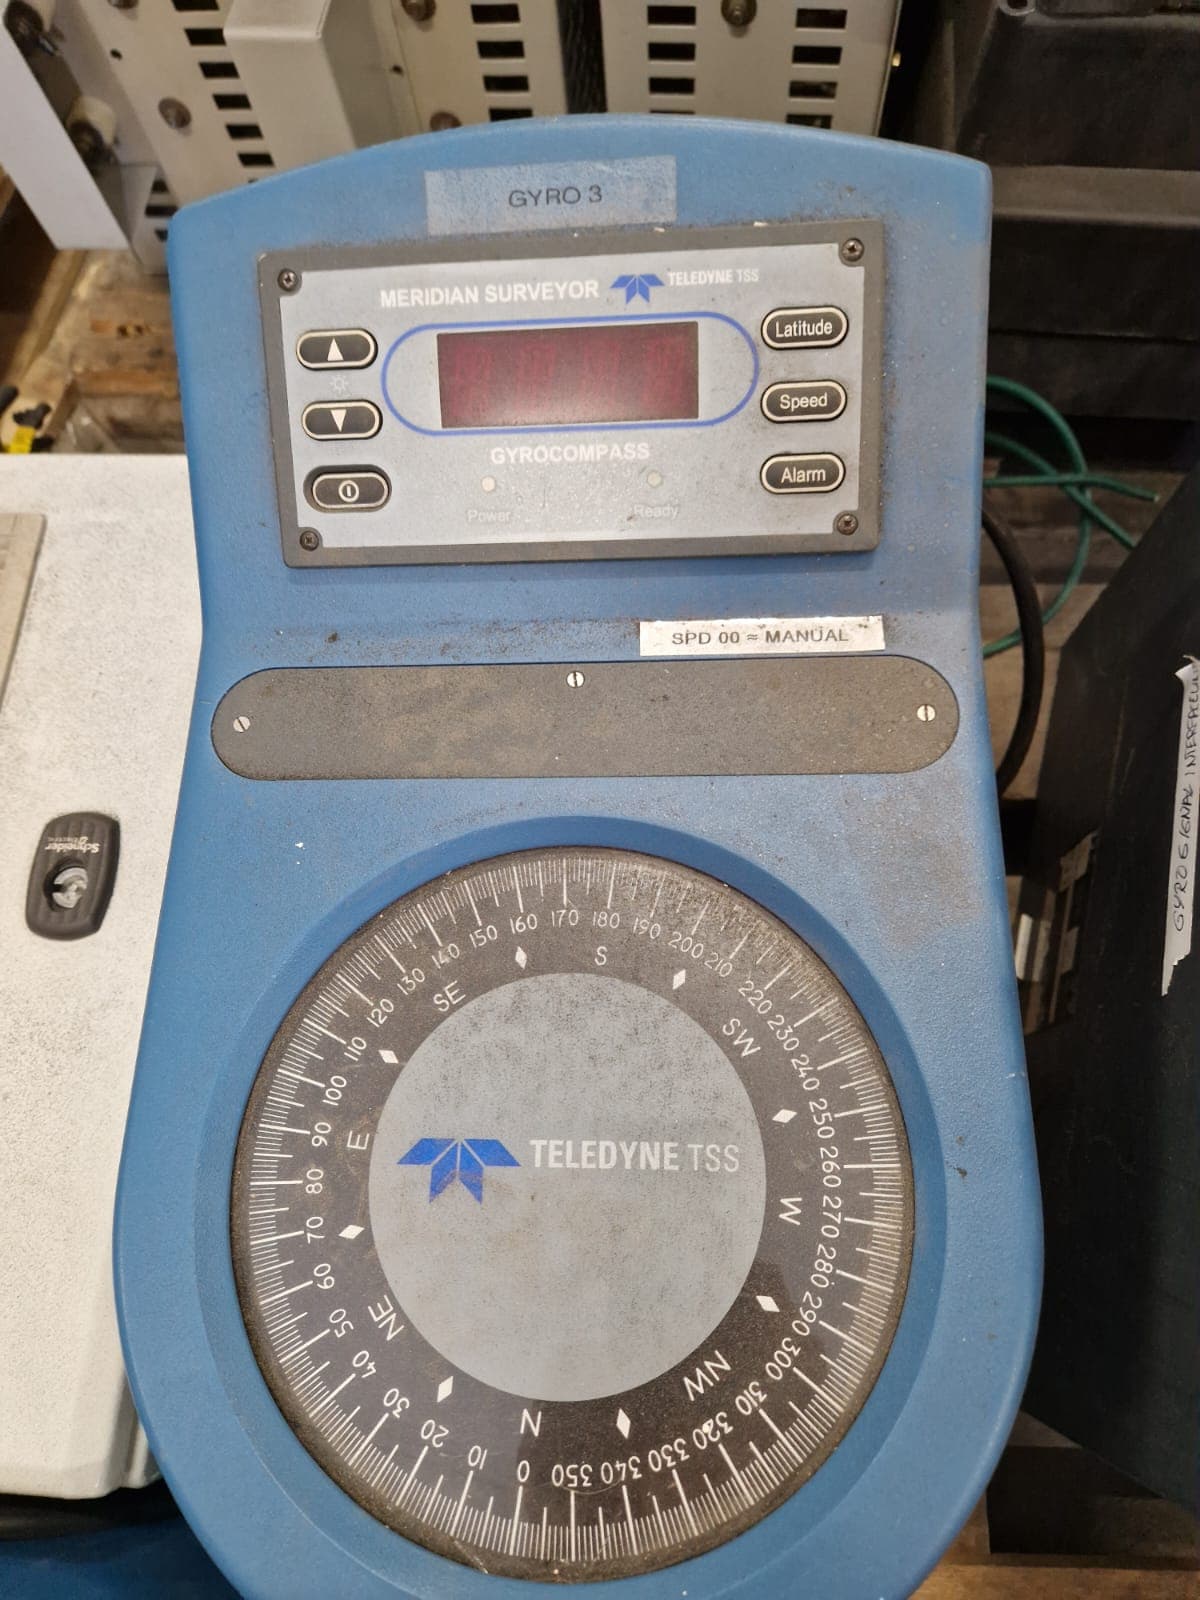 GYRO 3
MERIDIAN SURVEYOR TELEDYNE TSS
Latitude
Speed
GYROCOMPASS
Alarm
Power Ready
SPD 00 ≈ MANUAL
Schneider
Electric
GYRO SIGNAL
170 180 190 200 210 220 230 240 250 260 270 280 290 300 310 320 330 340 350 0 10 20 30 40 50 60 70 80 90 100 110 120 130 140 150 160
S SW W NW N NE E SE
TELEDYNE TSS